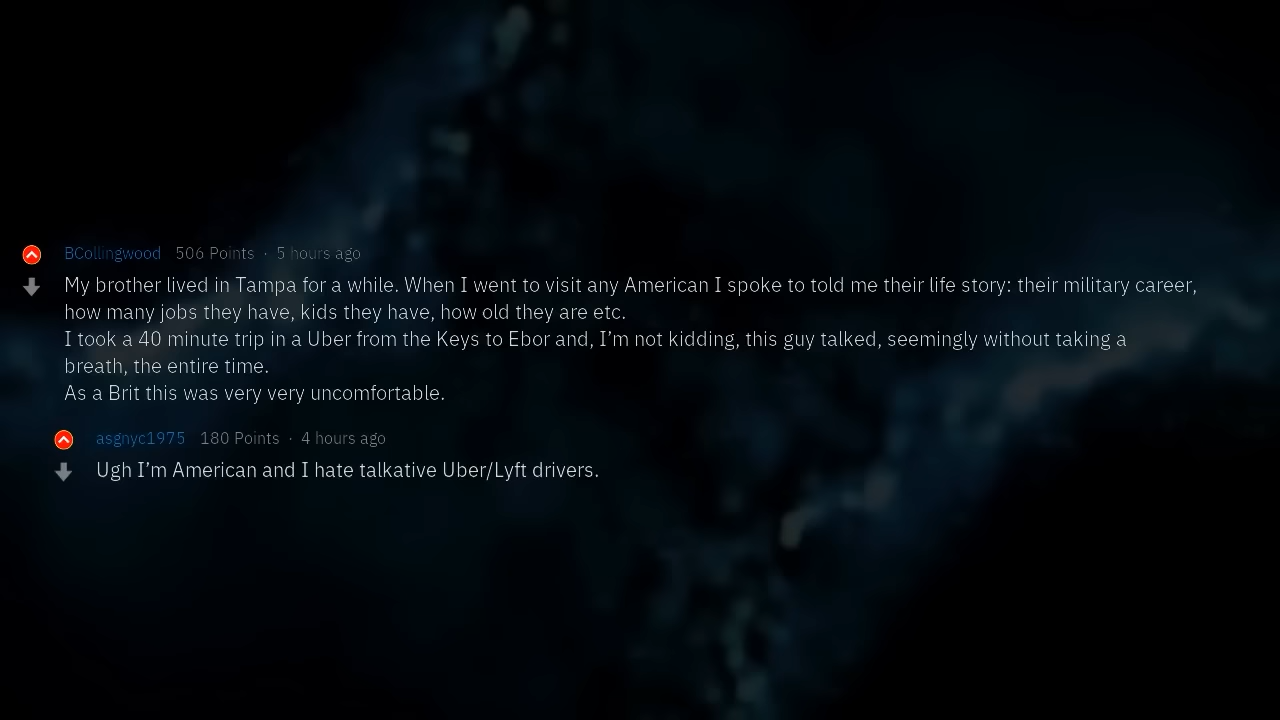 BCollingwood 506 Points · 5 hours ago
My brother lived in Tampa for a while. When I went to visit any American I spoke to told me their life story: their military career,
how many jobs they have, kids they have, how old they are etc.
I took a 40 minute trip in a Uber from the Keys to Ebor and, I’m not kidding, this guy talked, seemingly without taking a
breath, the entire time.
As a Brit this was very very uncomfortable.
asgnyc1975 180 Points · 4 hours ago
Ugh I’m American and I hate talkative Uber/Lyft drivers.